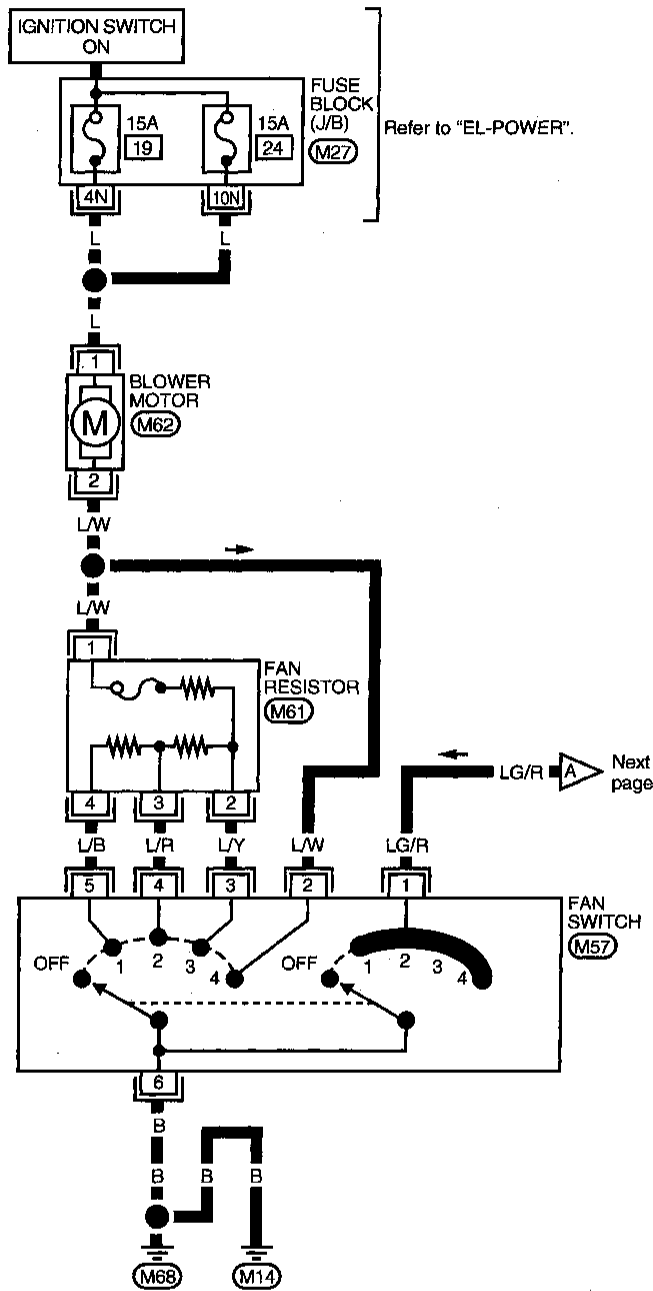 IGNITION SWITCH
ON
FUSE
BLOCK
(J/B)
M27
Refer to "EL-POWER".
15A
19
15A
24
4N
10N
L
L
L
1
BLOWER
MOTOR
M62
M
2
L/W
L/W
1
FAN
RESISTOR
M61
4
3
2
LG/R
A
Next
page
L/B
L/R
L/Y
L/W
LG/R
5
4
3
2
1
FAN
SWITCH
M57
OFF
1
2
3
4
OFF
1
2
3
4
6
B
B
B
B
M68
M14